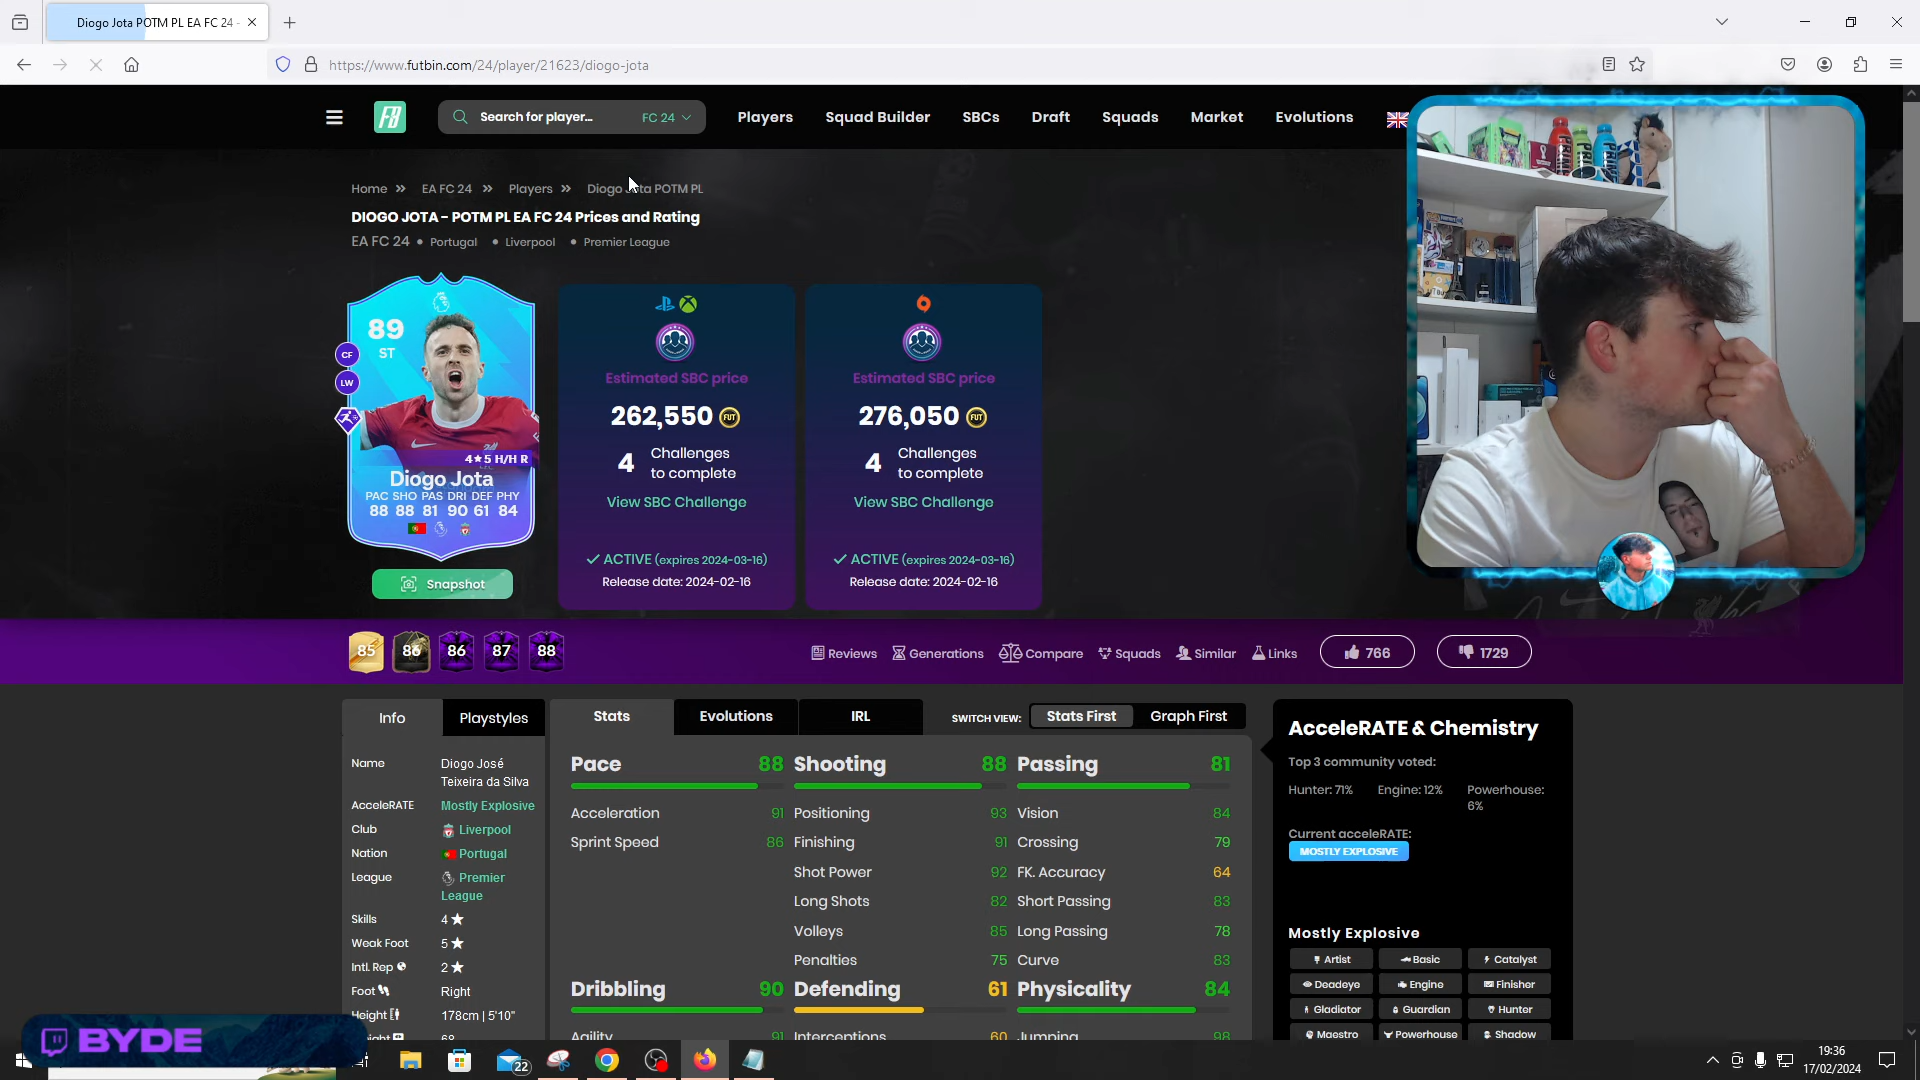 Diogo Jota POTM PL EA FC 24 -
https://www.futbin.com/24/player/21623/diogo-jota
Search for player... FC 24
Players Squad Builder SBCs Draft Squads Market Evolutions
Home » EA FC 24 » Players » Diogo Jota POTM PL
DIOGO JOTA - POTM PL EA FC 24 Prices and Rating
EA FC 24 • Portugal • Liverpool • Premier League
89
ST
CF
LW
4★5 H/H R
Diogo Jota
PAC SHO PAS DRI DEF PHY
88 88 81 90 61 84
Snapshot
Estimated SBC price
262,550 FUT
4 Challenges to complete
View SBC Challenge
ACTIVE (expires 2024-03-16)
Release date: 2024-02-16
Estimated SBC price
276,050 FUT
4 Challenges to complete
View SBC Challenge
ACTIVE (expires 2024-03-16)
Release date: 2024-02-16
85 86 86 87 88
Reviews Generations Compare Squads Similar Links 766 1729
Info Playstyles
Name Diogo José
Teixeira da Silva
AcceleRATE Mostly Explosive
Club Liverpool
Nation Portugal
League Premier
League
Skills 4★
Weak Foot 5★
Intl. Rep 2★
Foot Right
Height 178cm | 5'10"
Stats Evolutions IRL SWITCH VIEW: Stats First Graph First
Pace 88 Shooting 88 Passing 81
Acceleration 91 Positioning 93 Vision 84
Sprint Speed 86 Finishing 91 Crossing 79
Shot Power 92 FK. Accuracy 64
Long Shots 82 Short Passing 83
Volleys 85 Long Passing 78
Penalties 75 Curve 83
Dribbling 90 Defending 61 Physicality 84
Agility 91 Interceptions 60 Jumping 98
AcceleRATE & Chemistry
Top 3 community voted:
Hunter: 71% Engine: 12% Powerhouse:
6%
Current acceleRATE:
MOSTLY EXPLOSIVE
Mostly Explosive
Artist Basic Catalyst
Deadeye Engine Finisher
Gladiator Guardian Hunter
Maestro Powerhouse Shadow
BYDE
22
19:36
17/02/2024